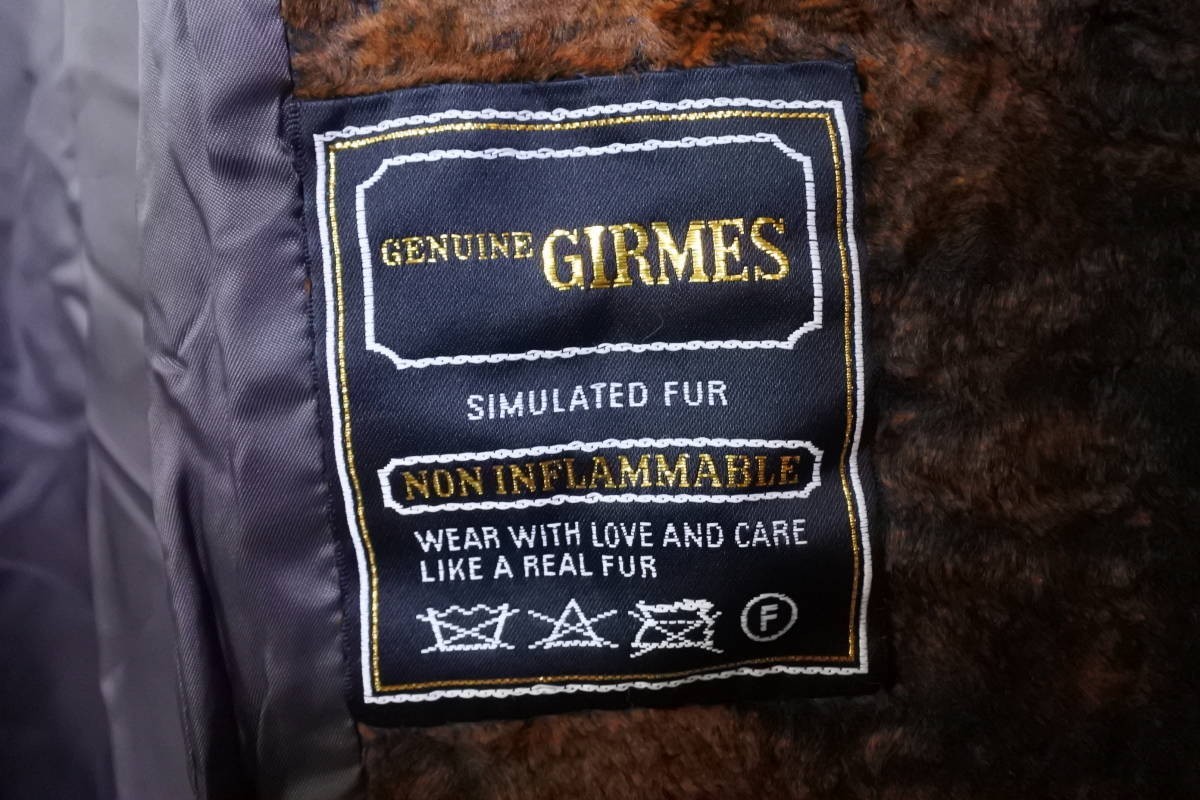 GENUINE GIRMES
SIMULATED FUR
NON INFLAMMABLE
WEAR WITH LOVE AND CARE
LIKE A REAL FUR
F